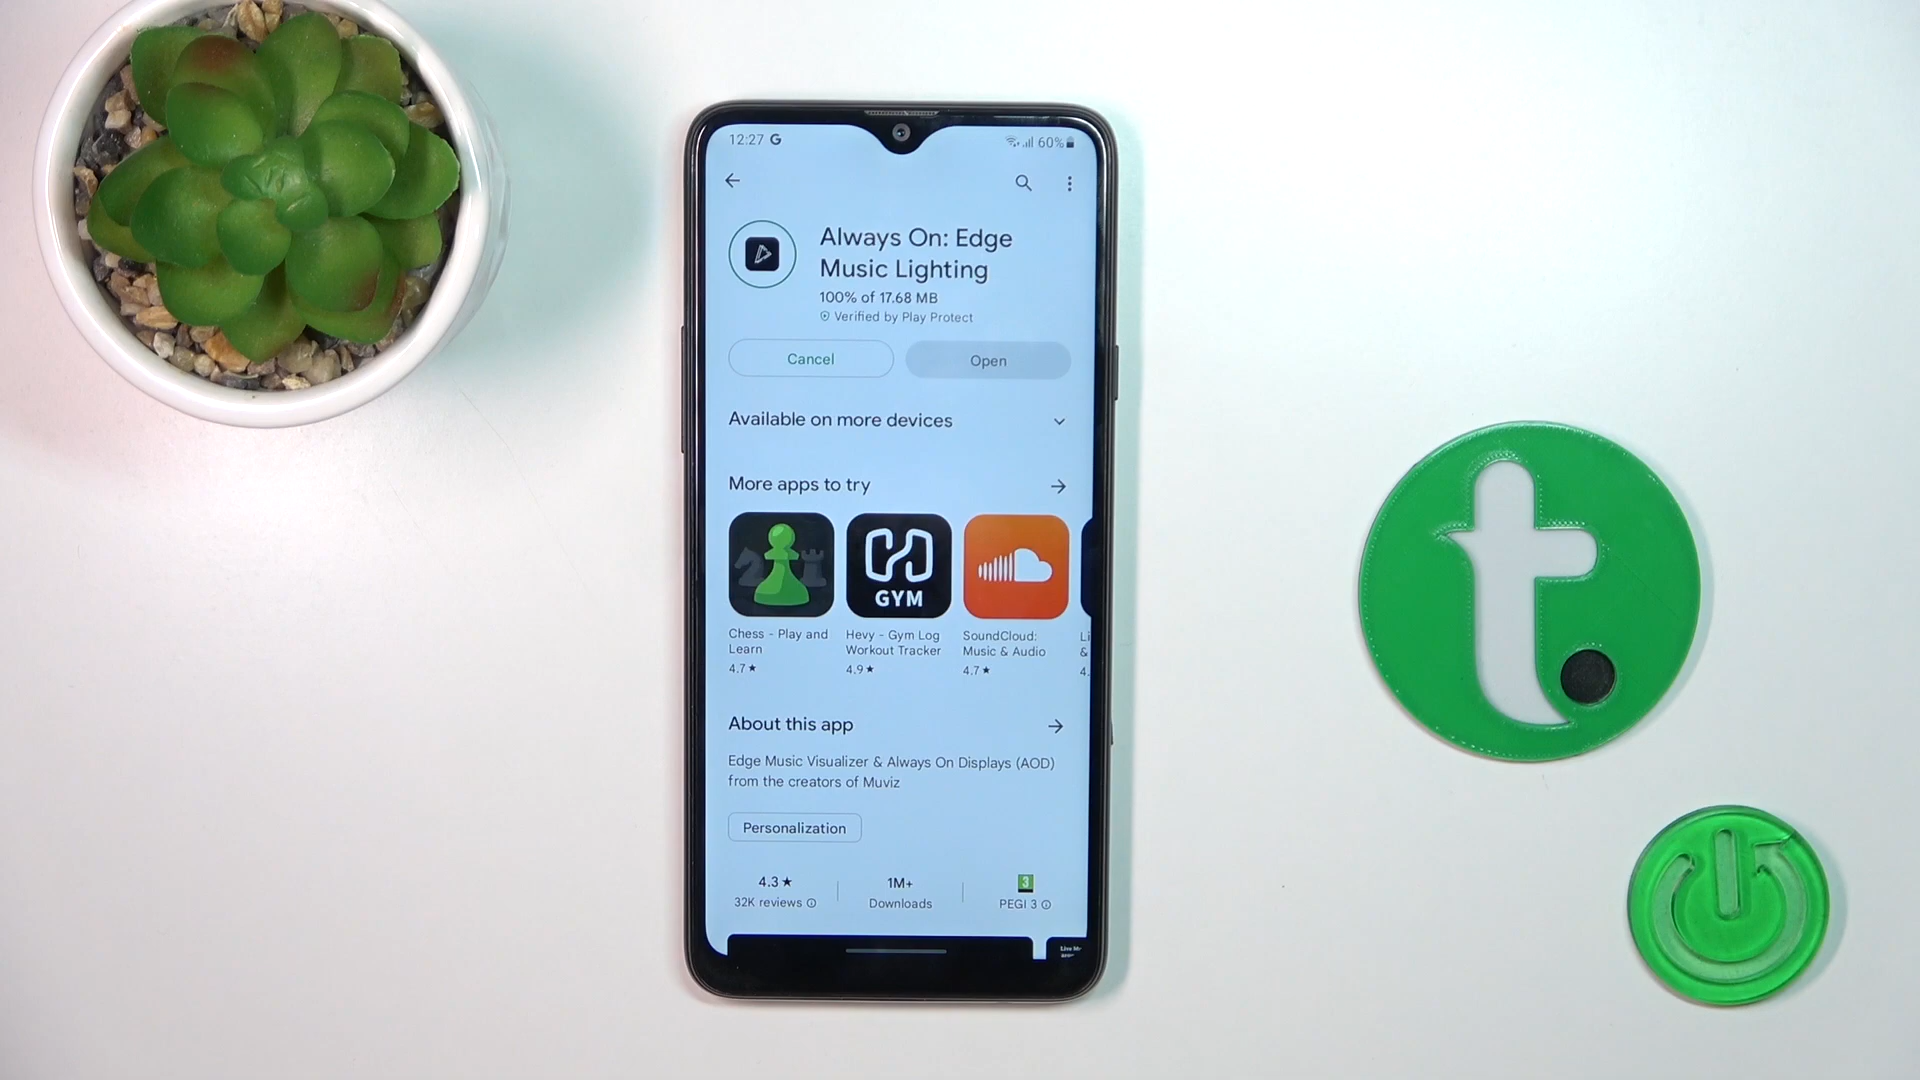 12:27 G
60%
Always On: Edge
Music Lighting
100% of 17.68 MB
Verified by Play Protect
Cancel
Open
Available on more devices
More apps to try
GYM
Chess - Play and
Learn
4.7★
Hevy - Gym Log
Workout Tracker
4.9★
SoundCloud:
Music & Audio
4.7★
Li
&
4.
About this app
Edge Music Visualizer & Always On Displays (AOD)
from the creators of Muviz
Personalization
4.3★
32K reviews
1M+
Downloads
3
PEGI 3
t.